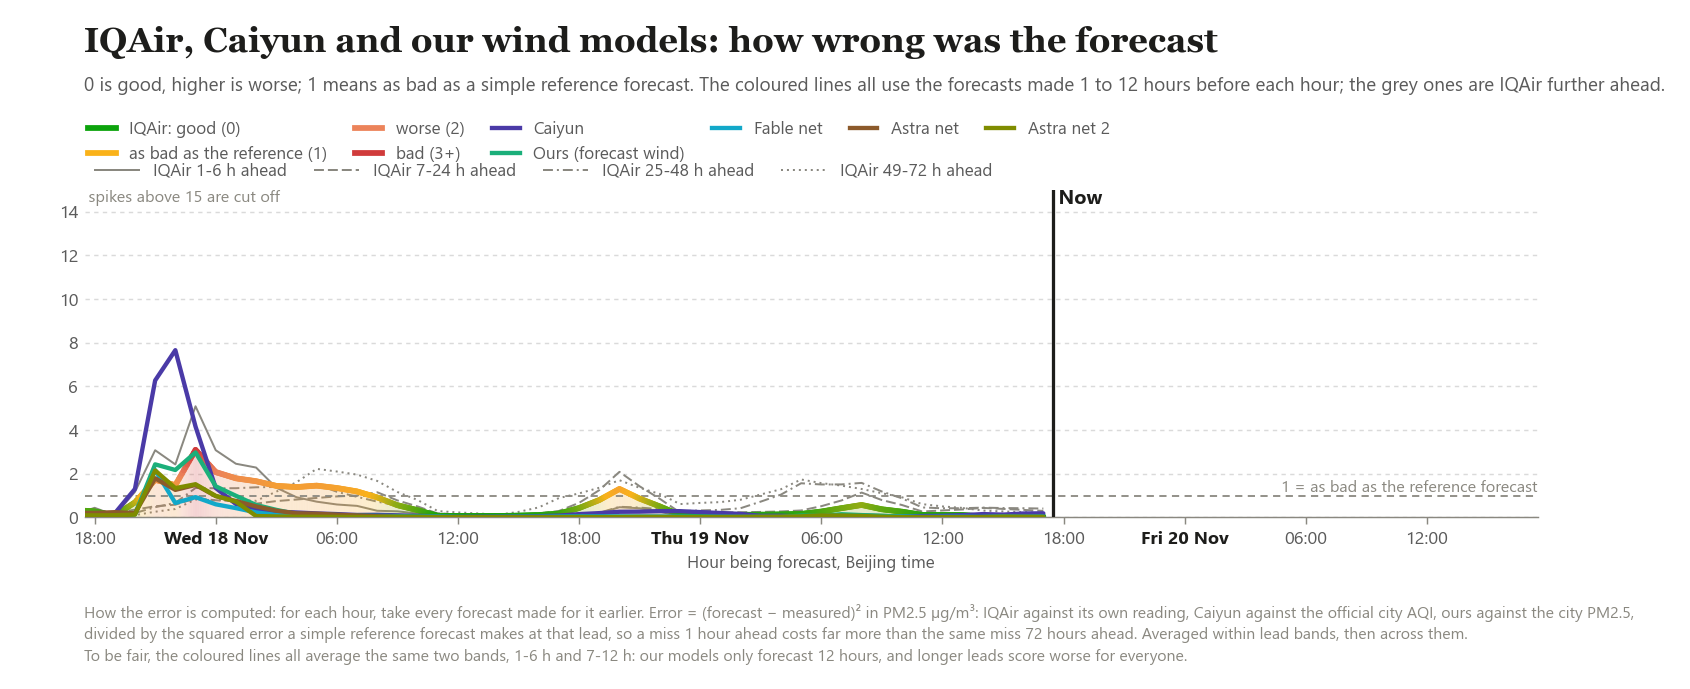 IQAir, Caiyun and our wind models: how wrong was the forecast
0 is good, higher is worse; 1 means as bad as a simple reference forecast. The coloured lines all use the forecasts made 1 to 12 hours before each hour; the grey ones are IQAir further ahead.
IQAir: good (0) worse (2) Caiyun Fable net Astra net Astra net 2
as bad as the reference (1) bad (3+) Ours (forecast wind)
IQAir 1-6 h ahead IQAir 7-24 h ahead IQAir 25-48 h ahead IQAir 49-72 h ahead
spikes above 15 are cut off
Now
14
12
10
8
6
4
2
1 = as bad as the reference forecast
0
18:00 Wed 18 Nov 06:00 12:00 18:00 Thu 19 Nov 06:00 12:00 18:00 Fri 20 Nov 06:00 12:00
Hour being forecast, Beijing time
How the error is computed: for each hour, take every forecast made for it earlier. Error = (forecast − measured)² in PM2.5 µg/m³: IQAir against its own reading, Caiyun against the official city AQI, ours against the city PM2.5,
divided by the squared error a simple reference forecast makes at that lead, so a miss 1 hour ahead costs far more than the same miss 72 hours ahead. Averaged within lead bands, then across them.
To be fair, the coloured lines all average the same two bands, 1-6 h and 7-12 h: our models only forecast 12 hours, and longer leads score worse for everyone.